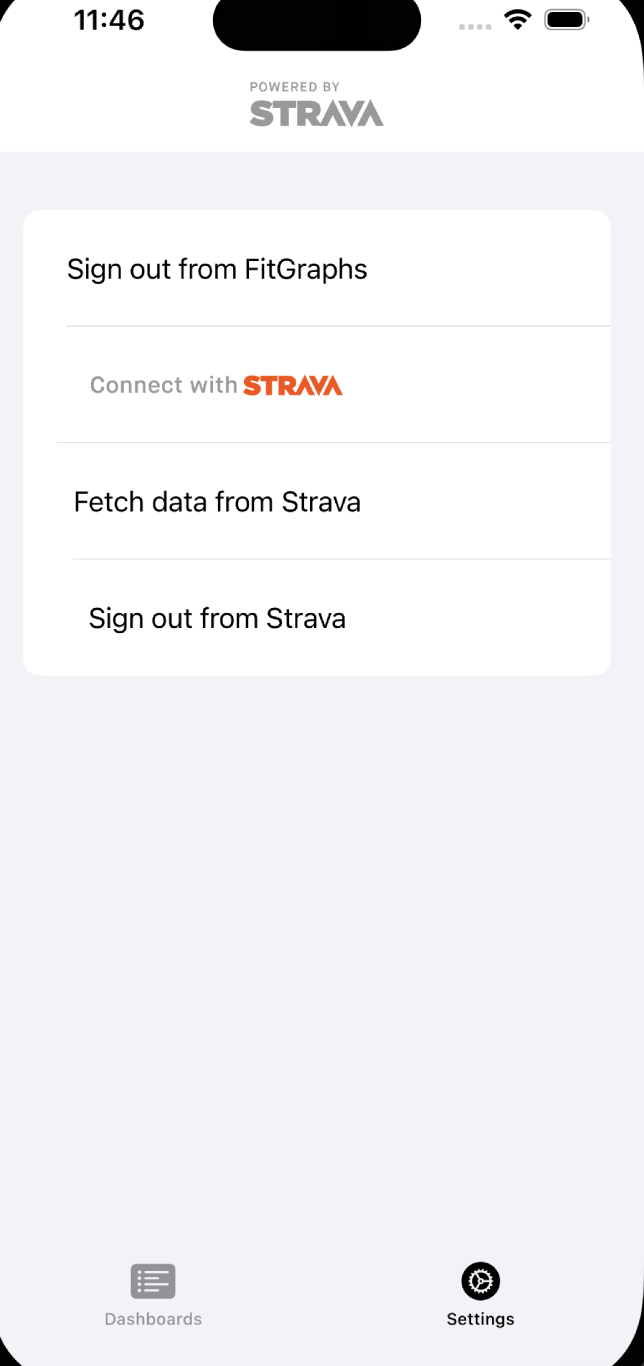 11:46
POWERED BY
STRAVA
Sign out from FitGraphs
Connect with STRAVA
Fetch data from Strava
Sign out from Strava
Dashboards
Settings